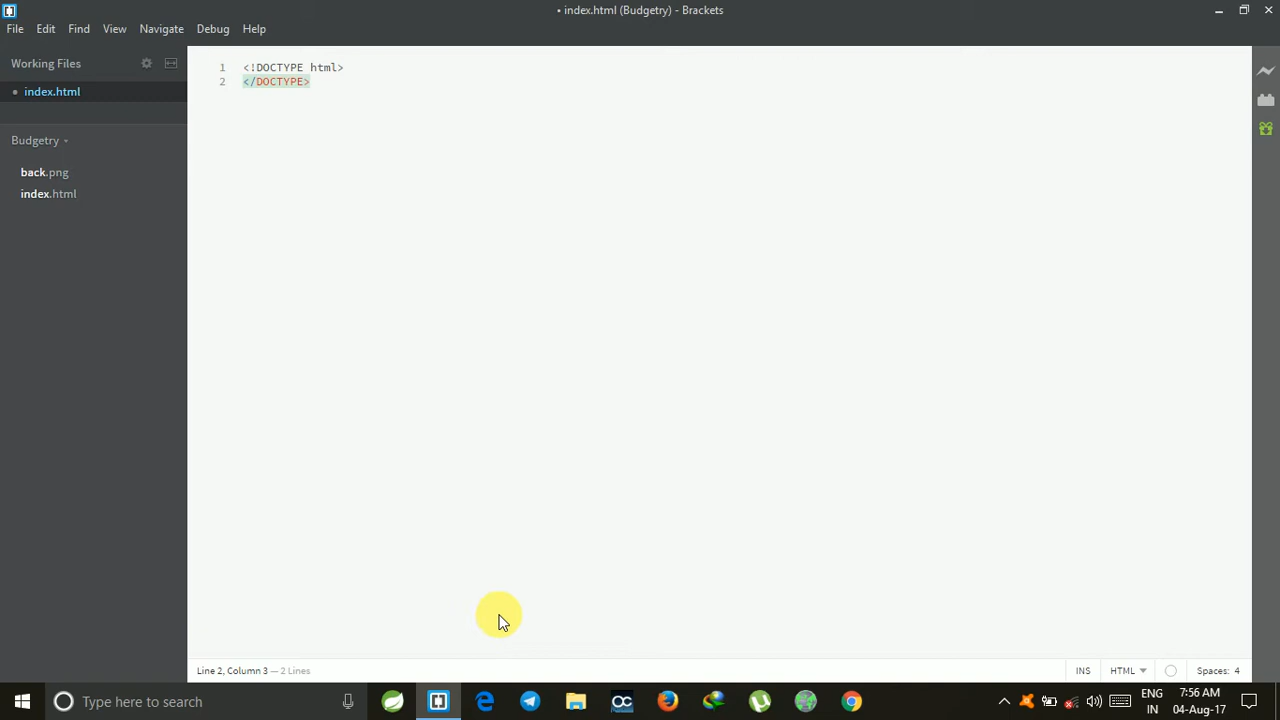 • index.html (Budgetry) - Brackets
File Edit Find View Navigate Debug Help
Working Files
• index.html
Budgetry
back.png
index.html
1 <!DOCTYPE html>
2 </DOCTYPE>
Line 2, Column 3 — 2 Lines
INS HTML Spaces: 4
Type here to search
ENG
IN
7:56 AM
04-Aug-17